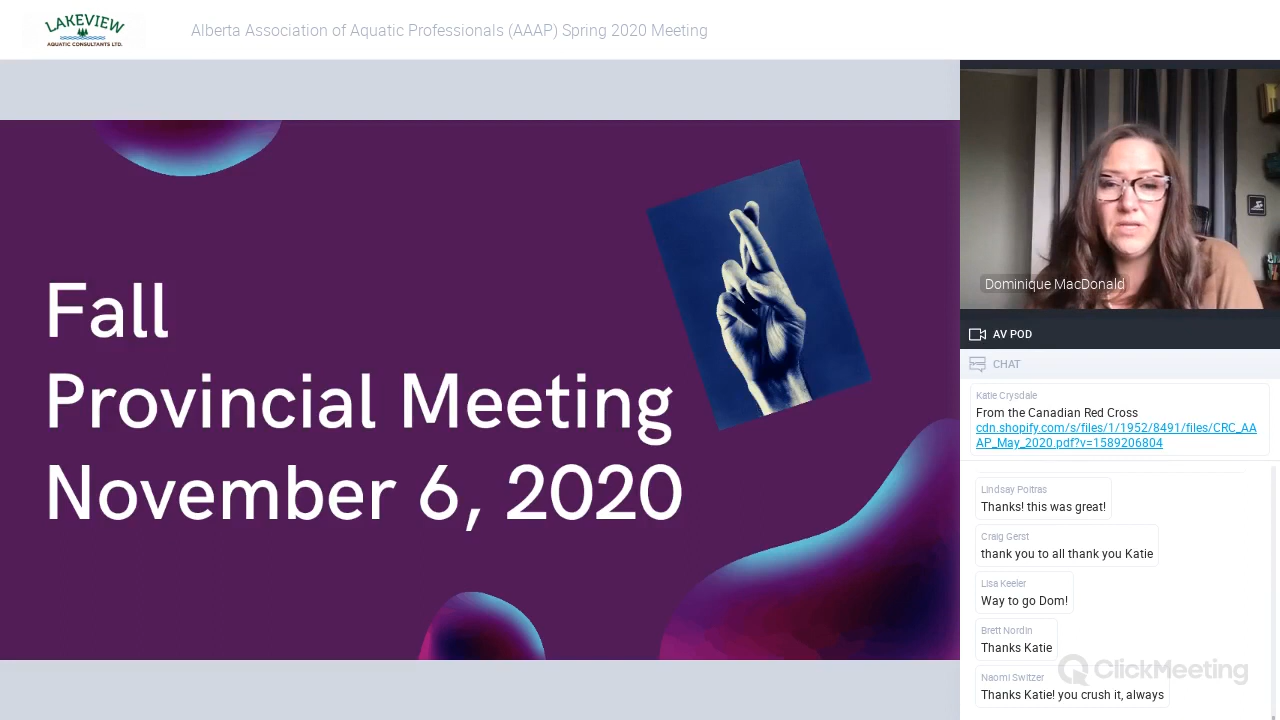 LAKEVIEW
AQUATIC CONSULTANTS LTD.
Alberta Association of Aquatic Professionals (AAAP) Spring 2020 Meeting
Fall
Provincial Meeting
November 6, 2020
Dominique MacDonald
AV POD
CHAT
Katie Crysdale
From the Canadian Red Cross
cdn.shopify.com/s/files/1/1952/8491/files/CRC_AA
AP_May_2020.pdf?v=1589206804
Lindsay Poitras
Thanks! this was great!
Craig Gerst
thank you to all thank you Katie
Lisa Keeler
Way to go Dom!
Brett Nordin
Thanks Katie
Naomi Switzer
Thanks Katie! you crush it, always
ClickMeeting